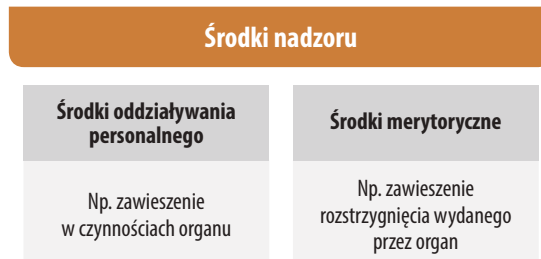 Środki nadzoru
Środki oddziaływania
personalnego
Np. zawieszenie
w czynnościach organu
Środki merytoryczne
Np. zawieszenie
rozstrzygnięcia wydanego
przez organ